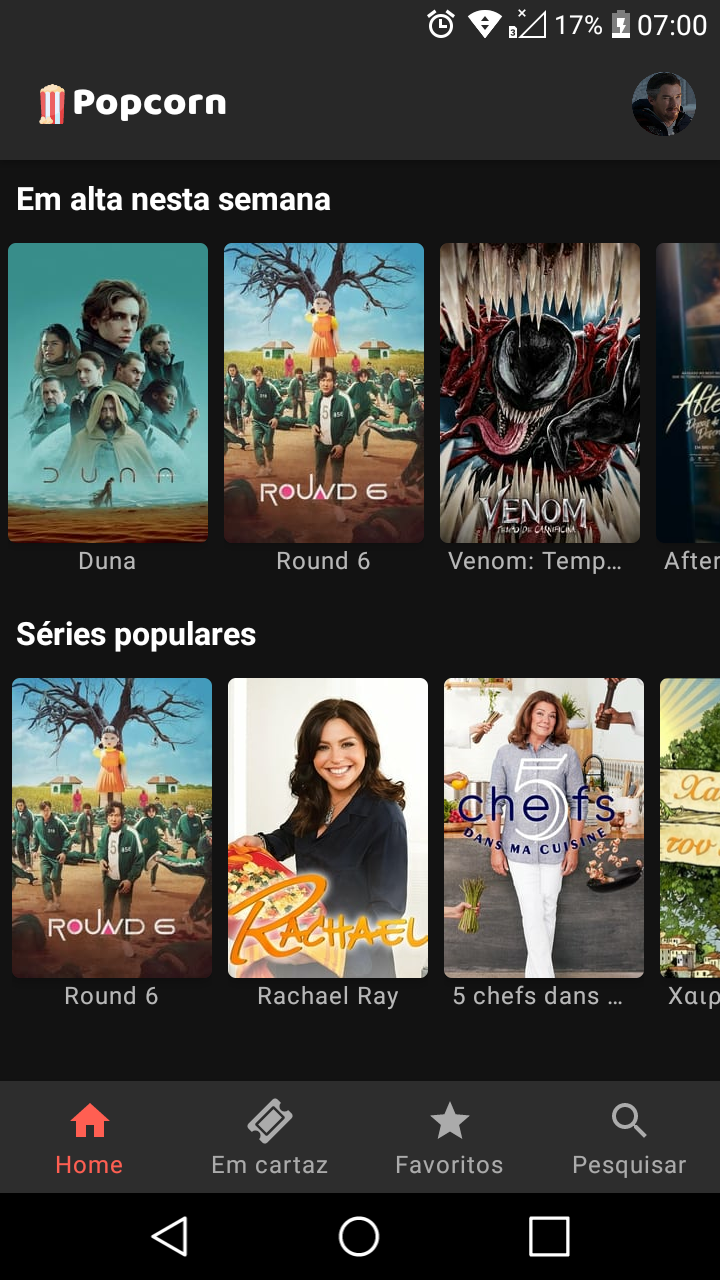 17% 07:00
Popcorn
Em alta nesta semana
DUNA
ROUND 6
VENOM
TEMPO DE CARNIFICINA
Afte
Depois do
Duna
Round 6
Venom: Temp…
After
Séries populares
ROUND 6
RACHAEL
5
chefs
DANS MA CUISINE
Χα
του
Round 6
Rachael Ray
5 chefs dans …
Χαιρ
Home
Em cartaz
Favoritos
Pesquisar